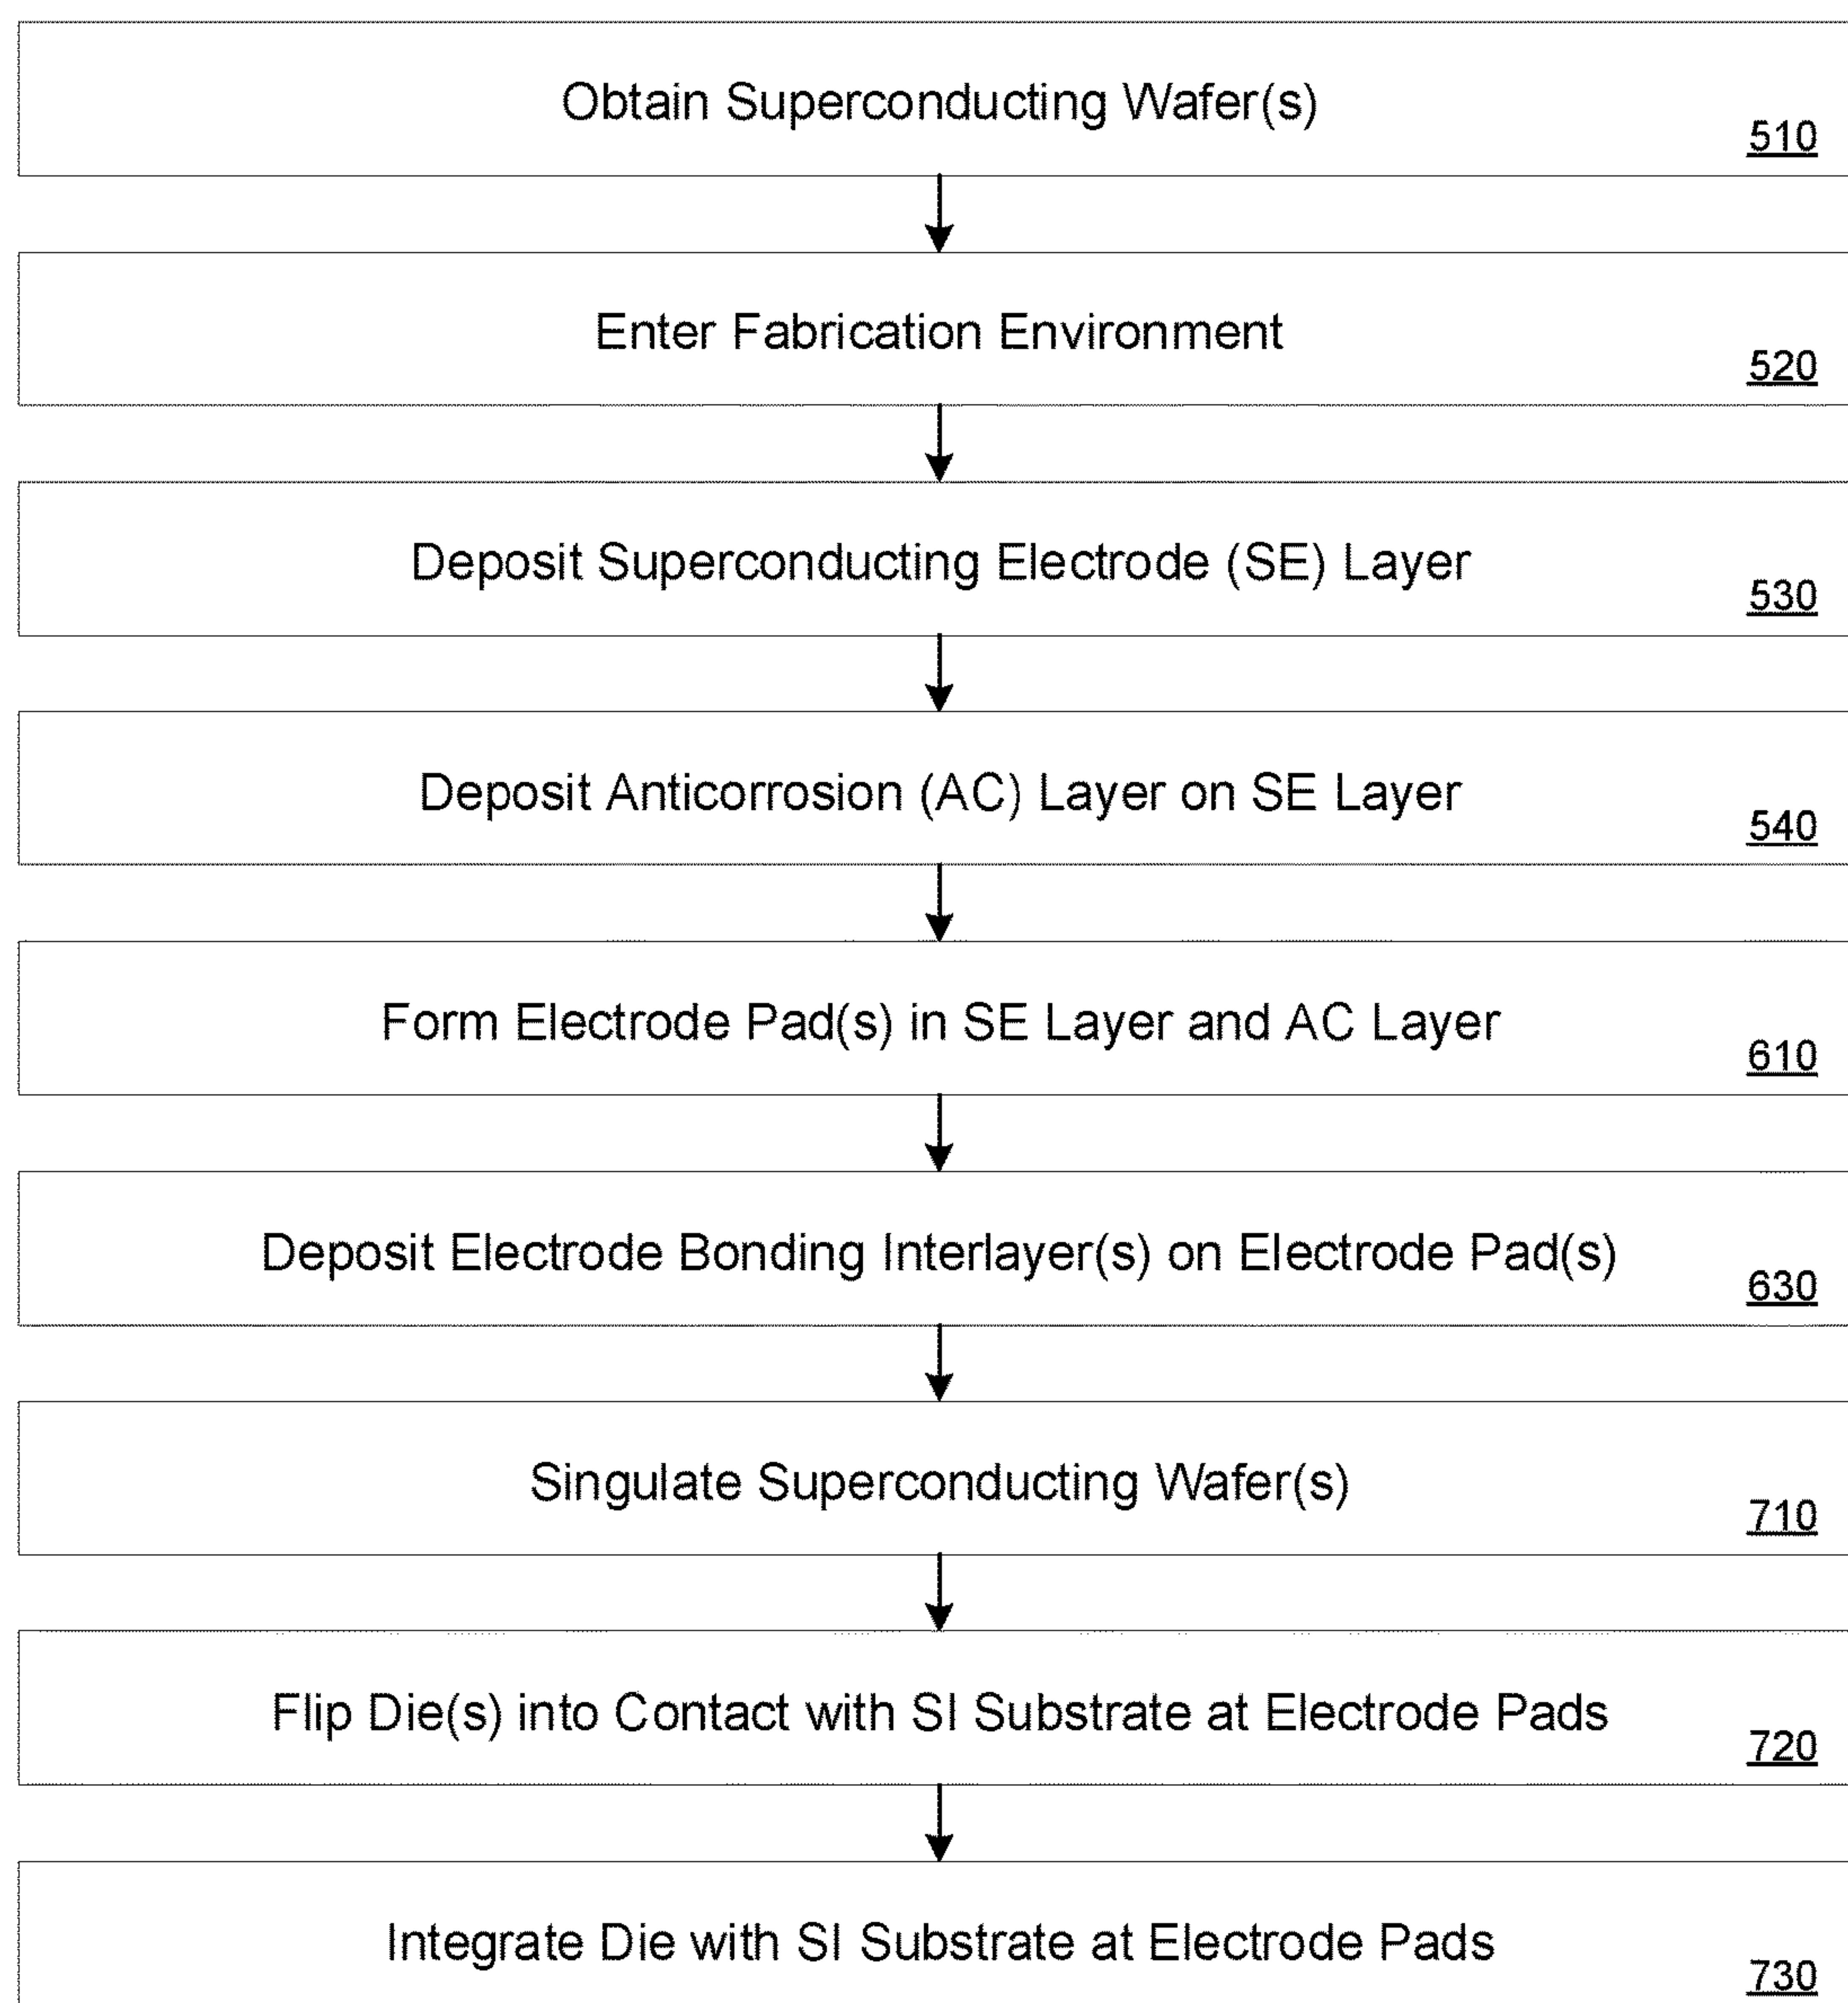 Obtain Superconducting Wafer(s)
510
Enter Fabrication Environment
520
Deposit Superconducting Electrode (SE) Layer
530
Deposit Anticorrosion (AC) Layer on SE Layer
540
Form Electrode Pad(s) in SE Layer and AC Layer
610
Deposit Electrode Bonding Interlayer(s) on Electrode Pad(s)
630
Singulate Superconducting Wafer(s)
710
Flip Die(s) into Contact with SI Substrate at Electrode Pads
720
Integrate Die with SI Substrate at Electrode Pads
730